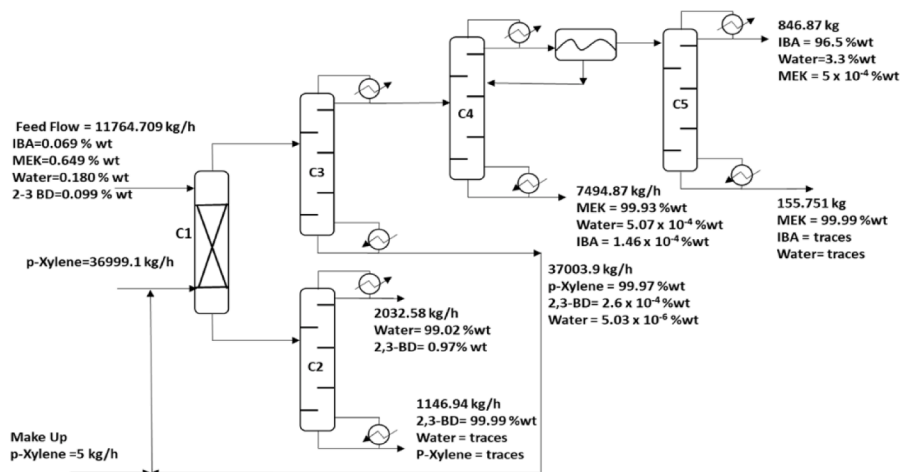 Feed Flow = 11764.709 kg/h
IBA=0.069 % wt
MEK=0.649 % wt
Water=0.180 % wt
2-3 BD=0.099 % wt
C1
p-Xylene=36999.1 kg/h
Make Up
p-Xylene =5 kg/h
C3
C2
2032.58 kg/h
Water= 99.02 %wt
2,3-BD= 0.97% wt
1146.94 kg/h
2,3-BD= 99.99 %wt
Water = traces
P-Xylene = traces
C4
7494.87 kg/h
MEK = 99.93 %wt
Water= 5.07 x 10⁻⁴ %wt
IBA = 1.46 x 10⁻⁴ %wt
37003.9 kg/h
p-Xylene = 99.97 %wt
2,3-BD= 2.6 x 10⁻⁴ %wt
Water = 5.03 x 10⁻⁶ %wt
C5
846.87 kg
IBA = 96.5 %wt
Water=3.3 %wt
MEK = 5 x 10⁻⁴ %wt
155.751 kg
MEK = 99.99 %wt
IBA = traces
Water= traces